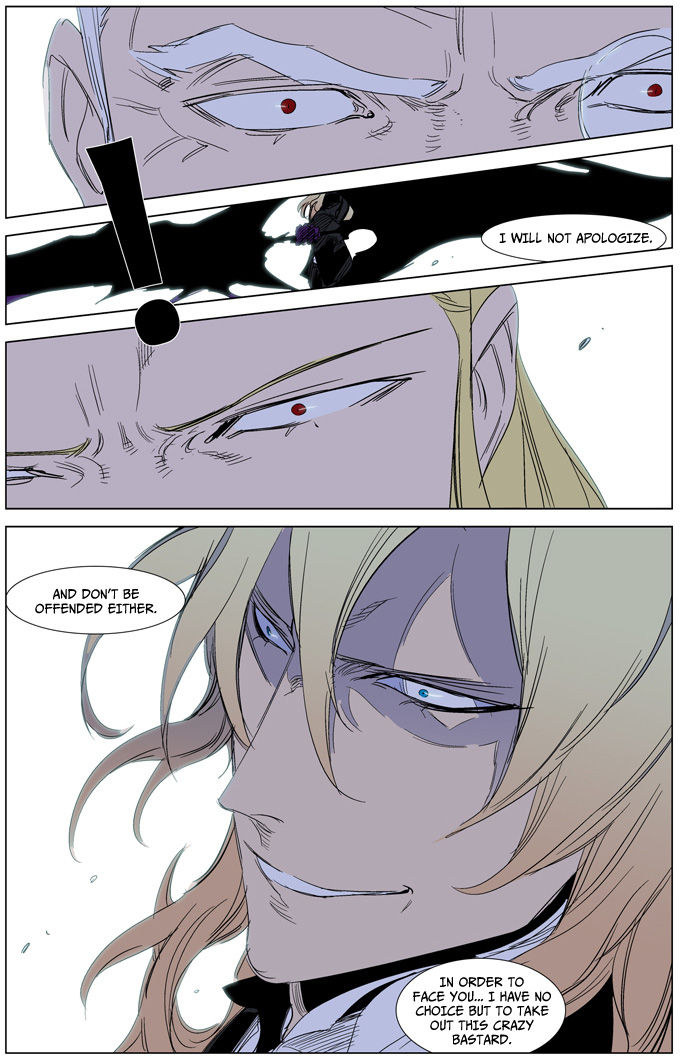 !
I WILL NOT APOLOGIZE.
AND DON'T BE
OFFENDED EITHER.
IN ORDER TO
FACE YOU... I HAVE NO
CHOICE BUT TO TAKE
OUT THIS CRAZY
BASTARD.